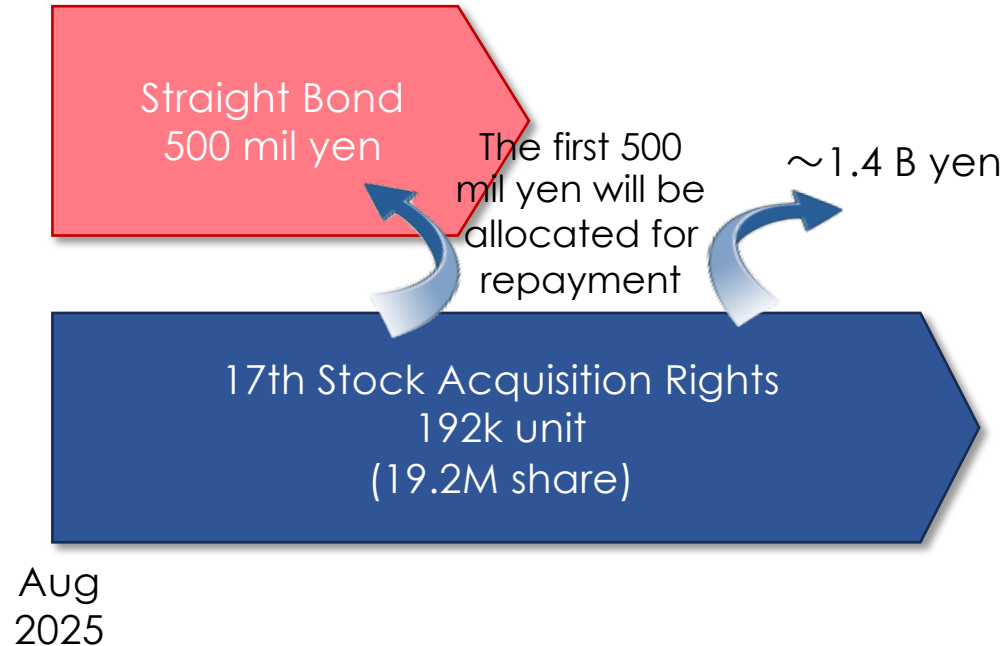 Straight Bond
500 mil yen
The first 500
mil yen will be
allocated for
repayment
～1.4 B yen
17th Stock Acquisition Rights
192k unit
(19.2M share)
Aug
2025